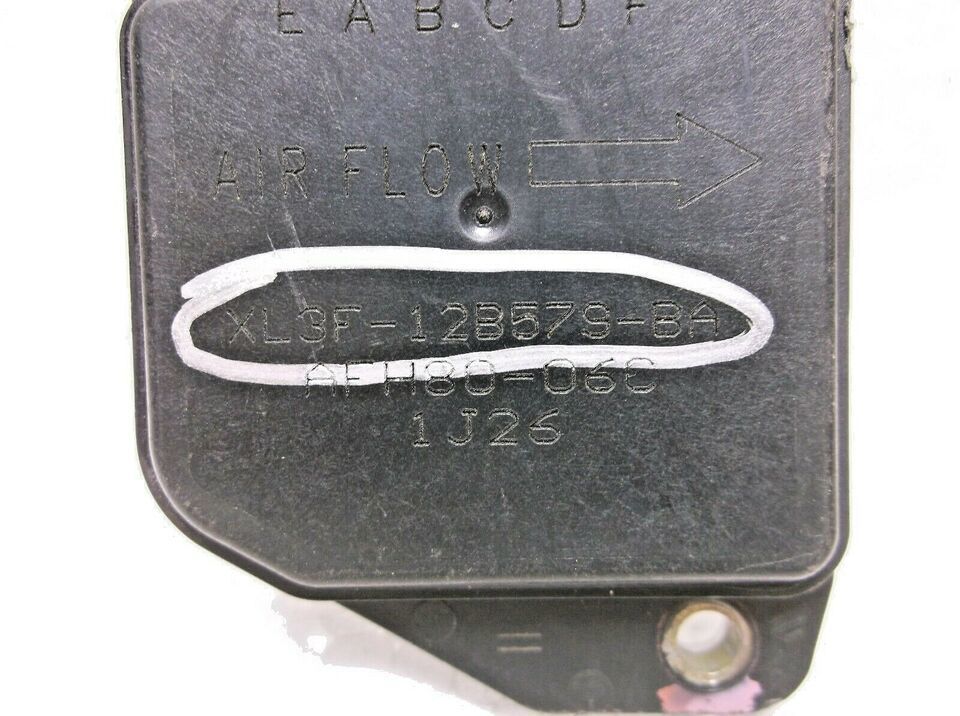 E A B C D F
AIR FLOW
XL3F-12B579-BA
AFH80-06C
1J26